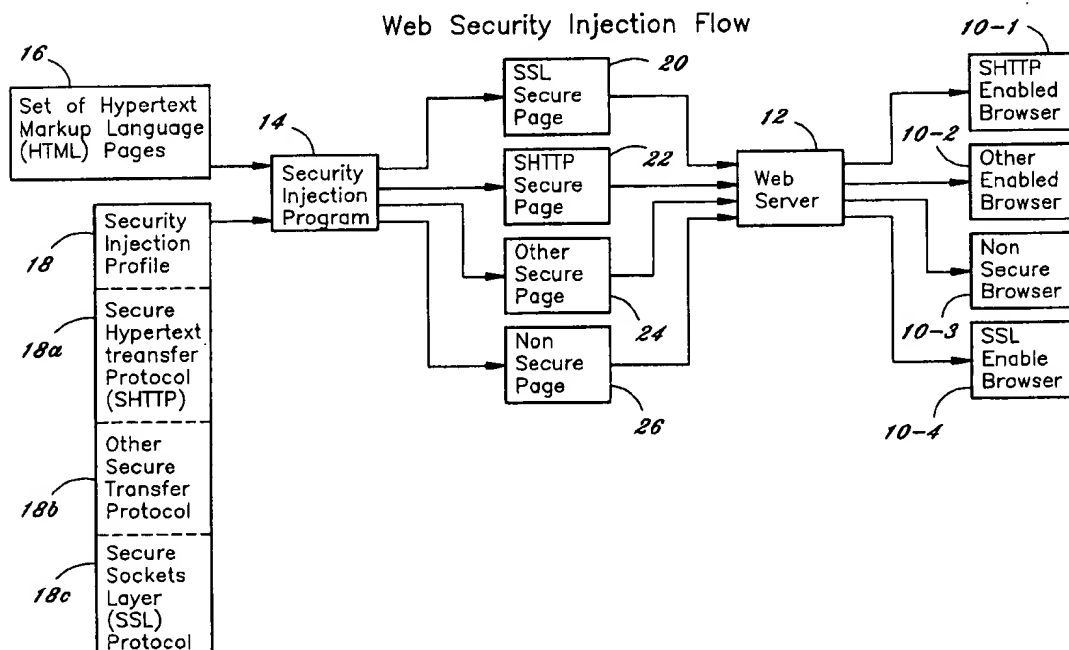 Web Security Injection Flow
16
Set of Hypertext
Markup Language
(HTML) Pages
18
Security
Injection
Profile
18a
Secure
Hypertext
treansfer
Protocol
(SHTTP)
18b
Other
Secure
Transfer
Protocol
18c
Secure
Sockets
Layer
(SSL)
Protocol
14
Security
Injection
Program
20
SSL
Secure
Page
22
SHTTP
Secure
Page
24
Other
Secure
Page
26
Non
Secure
Page
12
Web
Server
10-1
SHTTP
Enabled
Browser
10-2
Other
Enabled
Browser
10-3
Non
Secure
Browser
10-4
SSL
Enable
Browser